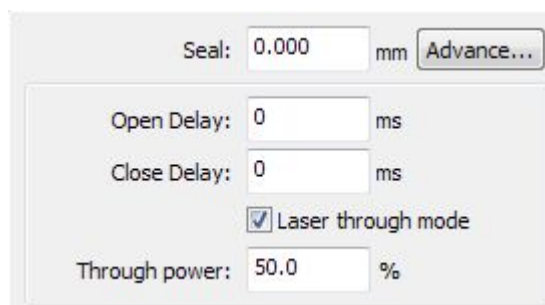 Seal: 0.000 mm Advance...
Open Delay: 0 ms
Close Delay: 0 ms
Laser through mode
Through power: 50.0 %